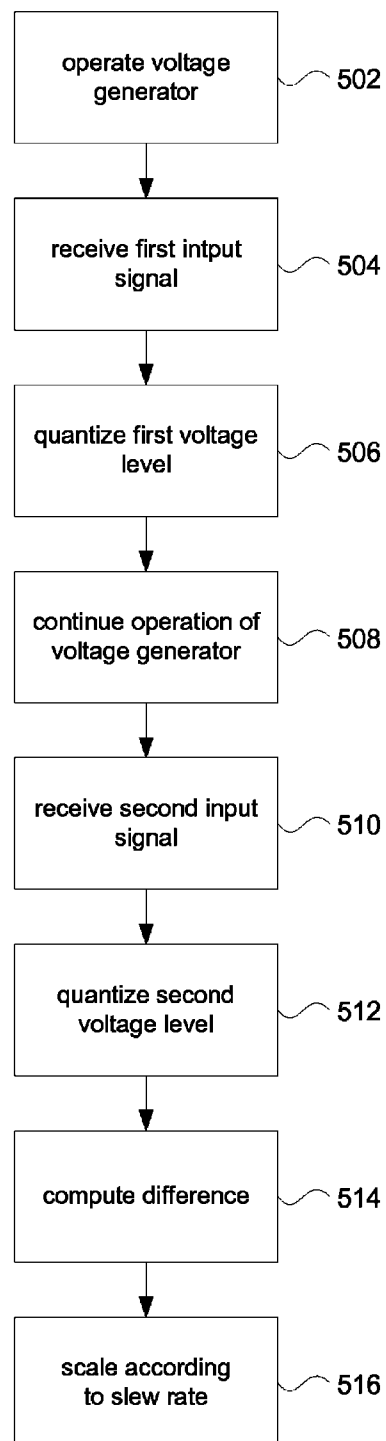 operate voltage
generator
502
receive first intput
signal
504
quantize first voltage
level
506
continue operation of
voltage generator
508
receive second input
signal
510
quantize second
voltage level
512
compute difference
514
scale according
to slew rate
516